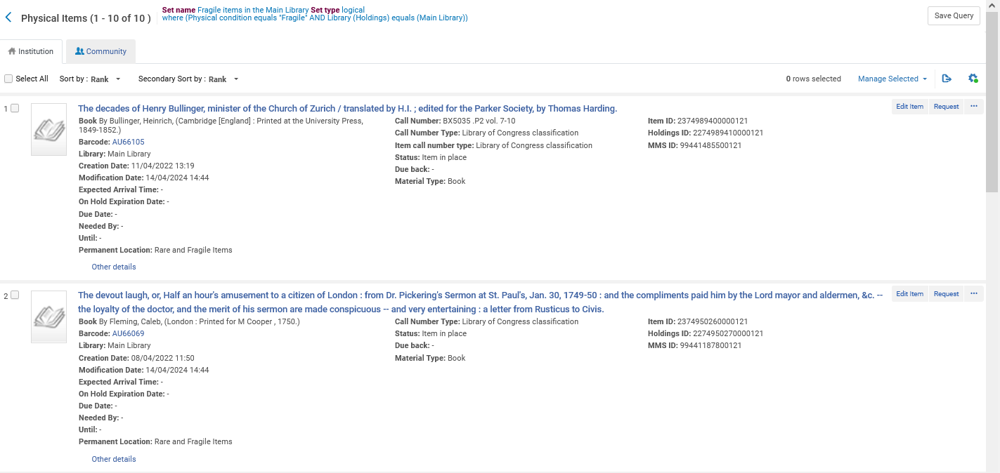 Physical Items (1 - 10 of 10 )
Set name Fragile items in the Main Library Set type logical
where (Physical condition equals "Fragile" AND Library (Holdings) equals (Main Library))
Save Query
Institution
Community
Select All Sort by : Rank Secondary Sort by : Rank
0 rows selected Manage Selected
1
The decades of Henry Bullinger, minister of the Church of Zurich / translated by H.I. ; edited for the Parker Society, by Thomas Harding.
Edit Item Request ...
Book By Bullinger, Heinrich, (Cambridge [England] : Printed at the University Press,
1849-1852.)
Barcode: AU66105
Library: Main Library
Creation Date: 11/04/2022 13:19
Modification Date: 14/04/2024 14:44
Expected Arrival Time: -
On Hold Expiration Date: -
Due Date: -
Needed By: -
Until: -
Permanent Location: Rare and Fragile Items
Other details
Call Number: BX5035 .P2 vol. 7-10
Call Number Type: Library of Congress classification
Item call number type: Library of Congress classification
Status: Item in place
Due back: -
Material Type: Book
Item ID: 2374989400000121
Holdings ID: 2274989410000121
MMS ID: 99441485500121
2
The devout laugh, or, Half an hour's amusement to a citizen of London : from Dr. Pickering's Sermon at St. Paul's, Jan. 30, 1749-50 : and the compliments paid him by the Lord mayor and aldermen, &c. --
the loyalty of the doctor, and the merit of his sermon are made conspicuous -- and very entertaining : a letter from Rusticus to Civis.
Edit Item Request ...
Book By Fleming, Caleb, (London : Printed for M Cooper , 1750.)
Barcode: AU66069
Library: Main Library
Creation Date: 08/04/2022 11:50
Modification Date: 14/04/2024 14:44
Expected Arrival Time: -
On Hold Expiration Date: -
Due Date: -
Needed By: -
Until: -
Permanent Location: Rare and Fragile Items
Other details
Call Number Type: Library of Congress classification
Status: Item in place
Due back: -
Material Type: Book
Item ID: 2374950260000121
Holdings ID: 2274950270000121
MMS ID: 99441187800121